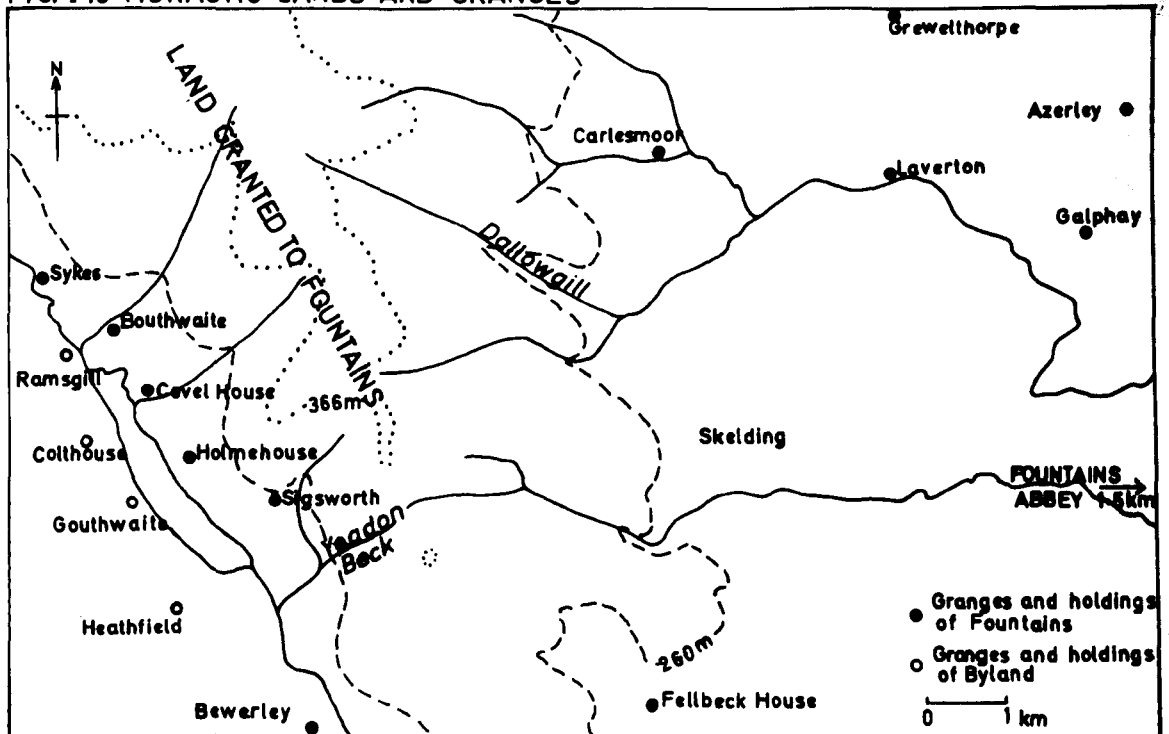 N
LAND GRANTED TO FOUNTAINS
Grewelthorpe
Azerley
Carlesmoor
Laverton
Galphay
Dallowgill
Sykes
Bouthwaite
Ramsgill
Covel House
366m
Colthouse
Holmehouse
Skelding
Sigsworth
FOUNTAINS
ABBEY 1·5km
Gouthwaite
Yeadon
Beck
Heathfield
Granges and holdings
of Fountains
Granges and holdings
of Byland
260m
Fellbeck House
Bewerley
0 1 km